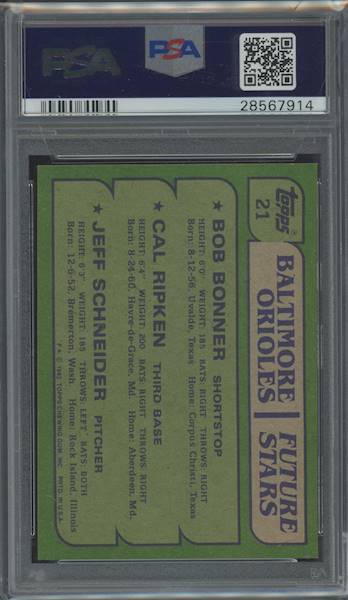 PSA
PSA
28567914
topps
21
BALTIMORE ORIOLES
FUTURE STARS
★ BOB BONNER SHORTSTOP
HEIGHT: 6'0" WEIGHT: 185 BATS: RIGHT THROWS: RIGHT
Born: 8-12-56, Uvalde, Texas Home: Corpus Christi, Texas
★ CAL RIPKEN THIRD BASE
HEIGHT: 6'4" WEIGHT: 200 BATS: RIGHT THROWS: RIGHT
Born: 8-24-60, Havre-de-Grace, Md. Home: Aberdeen, Md.
★ JEFF SCHNEIDER PITCHER
HEIGHT: 6'3" WEIGHT: 195 THROWS: LEFT BATS: BOTH
Born: 12-6-52, Bremerton, Wash. Home: Rock Island, Illinois
© 1982 TOPPS CHEWING GUM, INC. PRTD. IN U.S.A.